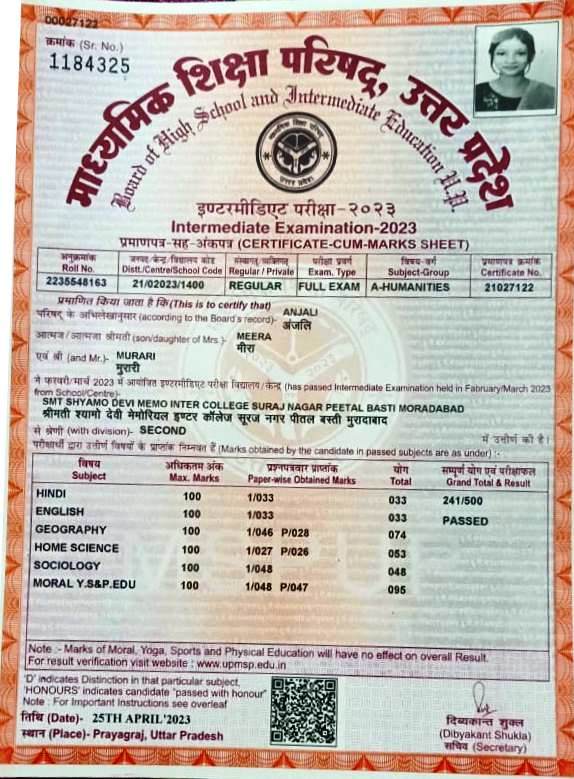 00027122
क्रमांक (Sr. No.)
1184325
माध्यमिक शिक्षा परिषद्, उत्तर प्रदेश
Board of High School and Intermediate Education U.P.
इण्टरमीडिएट परीक्षा-२०२३
Intermediate Examination-2023
प्रमाणपत्र-सह-अंकपत्र (CERTIFICATE-CUM-MARKS SHEET)
अनुक्रमांक जनपद/केन्द्र/विद्यालय कोड संस्थागत/व्यक्तिगत परीक्षा प्रवर्ग विषय-वर्ग प्रमाणपत्र क्रमांक
Roll No. Distt./Centre/School Code Regular / Private Exam. Type Subject-Group Certificate No.
2235548163 21/02023/1400 REGULAR FULL EXAM A-HUMANITIES 21027122
प्रमाणित किया जाता है कि(This is to certify that)
परिषद् के अभिलेखानुसार (according to the Board's record)- ANJALI
अंजलि
आत्मज/आत्मजा श्रीमती (son/daughter of Mrs.)- MEERA
मीरा
एवं श्री (and Mr.)- MURARI
मुरारी
ने फरवरी/मार्च 2023 में आयोजित इण्टरमीडिएट परीक्षा विद्यालय/केन्द्र (has passed Intermediate Examination held in Fabruary/March 2023
from School/Centre)-
SMT SHYAMO DEVI MEMO INTER COLLEGE SURAJ NAGAR PEETAL BASTI MORADABAD
श्रीमती श्यामो देवी मेमोरियल इण्टर कॉलेज सूरज नगर पीतल बस्ती मुरादाबाद
से श्रेणी (with division)- SECOND में उत्तीर्ण की है।
परीक्षार्थी द्वारा उत्तीर्ण विषयों के प्राप्तांक निम्नवत हैं (Marks obtained by the candidate in passed subjects are as under) :-
विषय अधिकतम अंक प्रश्नपत्रवार प्राप्तांक योग सम्पूर्ण योग एवं परीक्षाफल
Subject Max. Marks Paper-wise Obtained Marks Total Grand Total & Result
HINDI 100 1/033 033 241/500
ENGLISH 100 1/033 033 PASSED
GEOGRAPHY 100 1/046 P/028 074
HOME SCIENCE 100 1/027 P/026 053
SOCIOLOGY 100 1/048 048
MORAL Y.S&P.EDU 100 1/048 P/047 095
Note :- Marks of Moral, Yoga, Sports and Physical Education will have no effect on overall Result.
For result verification visit website : www.upmsp.edu.in
'D' indicates Distinction in that particular subject,
'HONOURS' indicates candidate "passed with honour"
Note : For Important Instructions see overleaf
तिथि (Date)- 25TH APRIL'2023
स्थान (Place)- Prayagraj, Uttar Pradesh
दिब्यकान्त शुक्ल
(Dibyakant Shukla)
सचिव (Secretary)